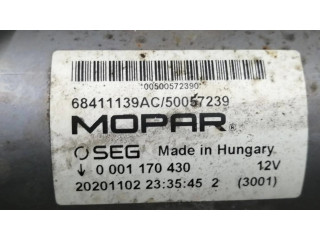 *00500572390*
68411139AC/50057239
MOPAR®
SEG Made in Hungary
↓ 0 001 170 430 12V
20201102 23:35:45 2 (3001)